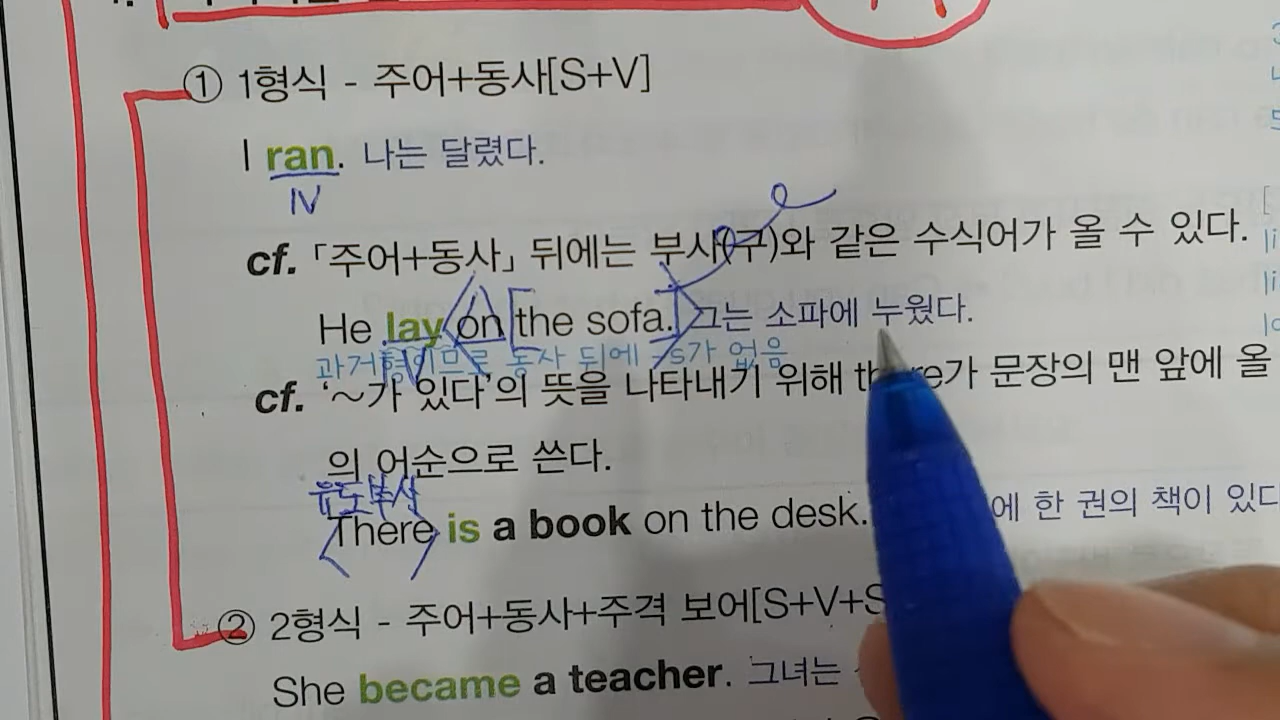 ① 1형식 - 주어+동사[S+V]
I ran. 나는 달렸다.
IV
cf. 「주어+동사」 뒤에는 부사(구)와 같은 수식어가 올 수 있다.
He lay on the sofa. 그는 소파에 누웠다.
과거형이므로 동사 뒤에 -s가 없음
cf. '~가 있다'의 뜻을 나타내기 위해 가 문장의 맨 앞에 올
의 어순으로 쓴다.
유도부사
There is a book on the desk. 에 한 권의 책이 있다
② 2형식 - 주어+동사+주격 보어[S+V+S
She became a teacher. 그녀는